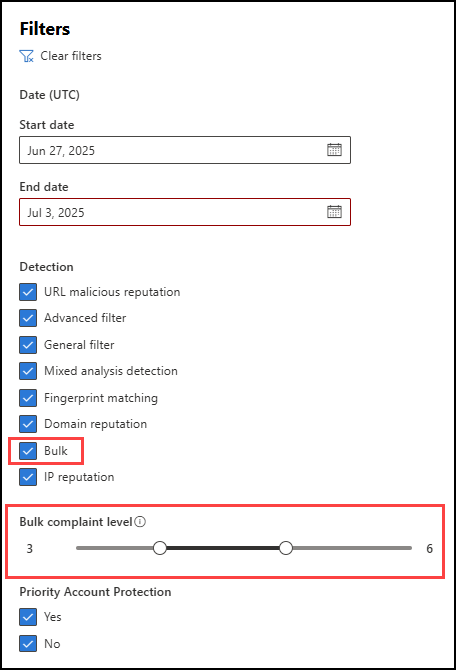 Filters
Clear filters
Date (UTC)
Start date
Jun 27, 2025
End date
Jul 3, 2025
Detection
URL malicious reputation
Advanced filter
General filter
Mixed analysis detection
Fingerprint matching
Domain reputation
Bulk
IP reputation
Bulk complaint level
3 6
Priority Account Protection
Yes
No